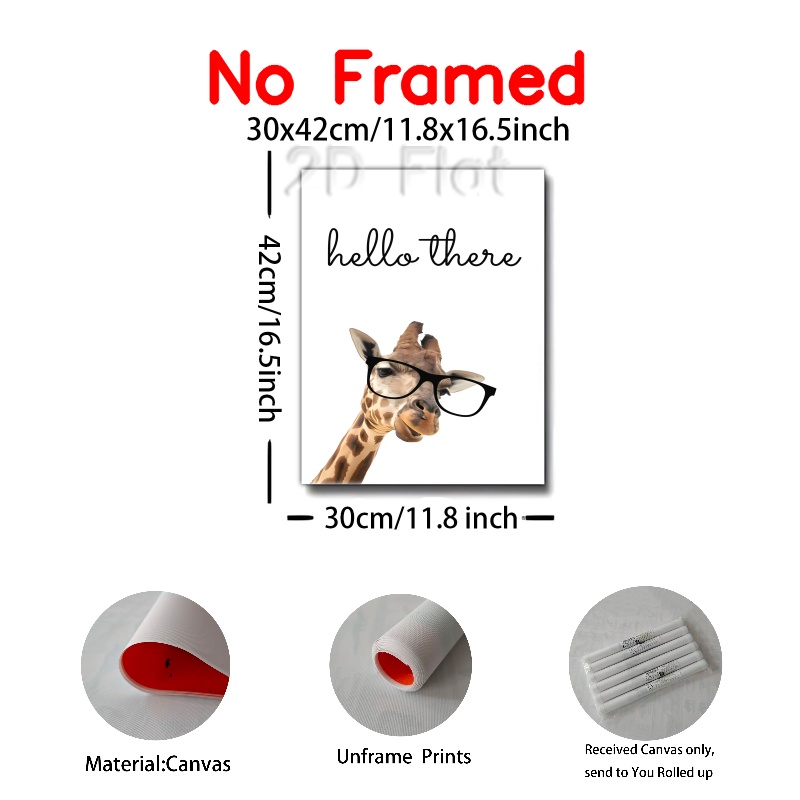 No Framed
30x42cm/11.8x16.5inch
2D Flat
hello there
42cm/16.5inch
30cm/11.8 inch
Material:Canvas
Unframe Prints
Received Canvas only,
send to You Rolled up